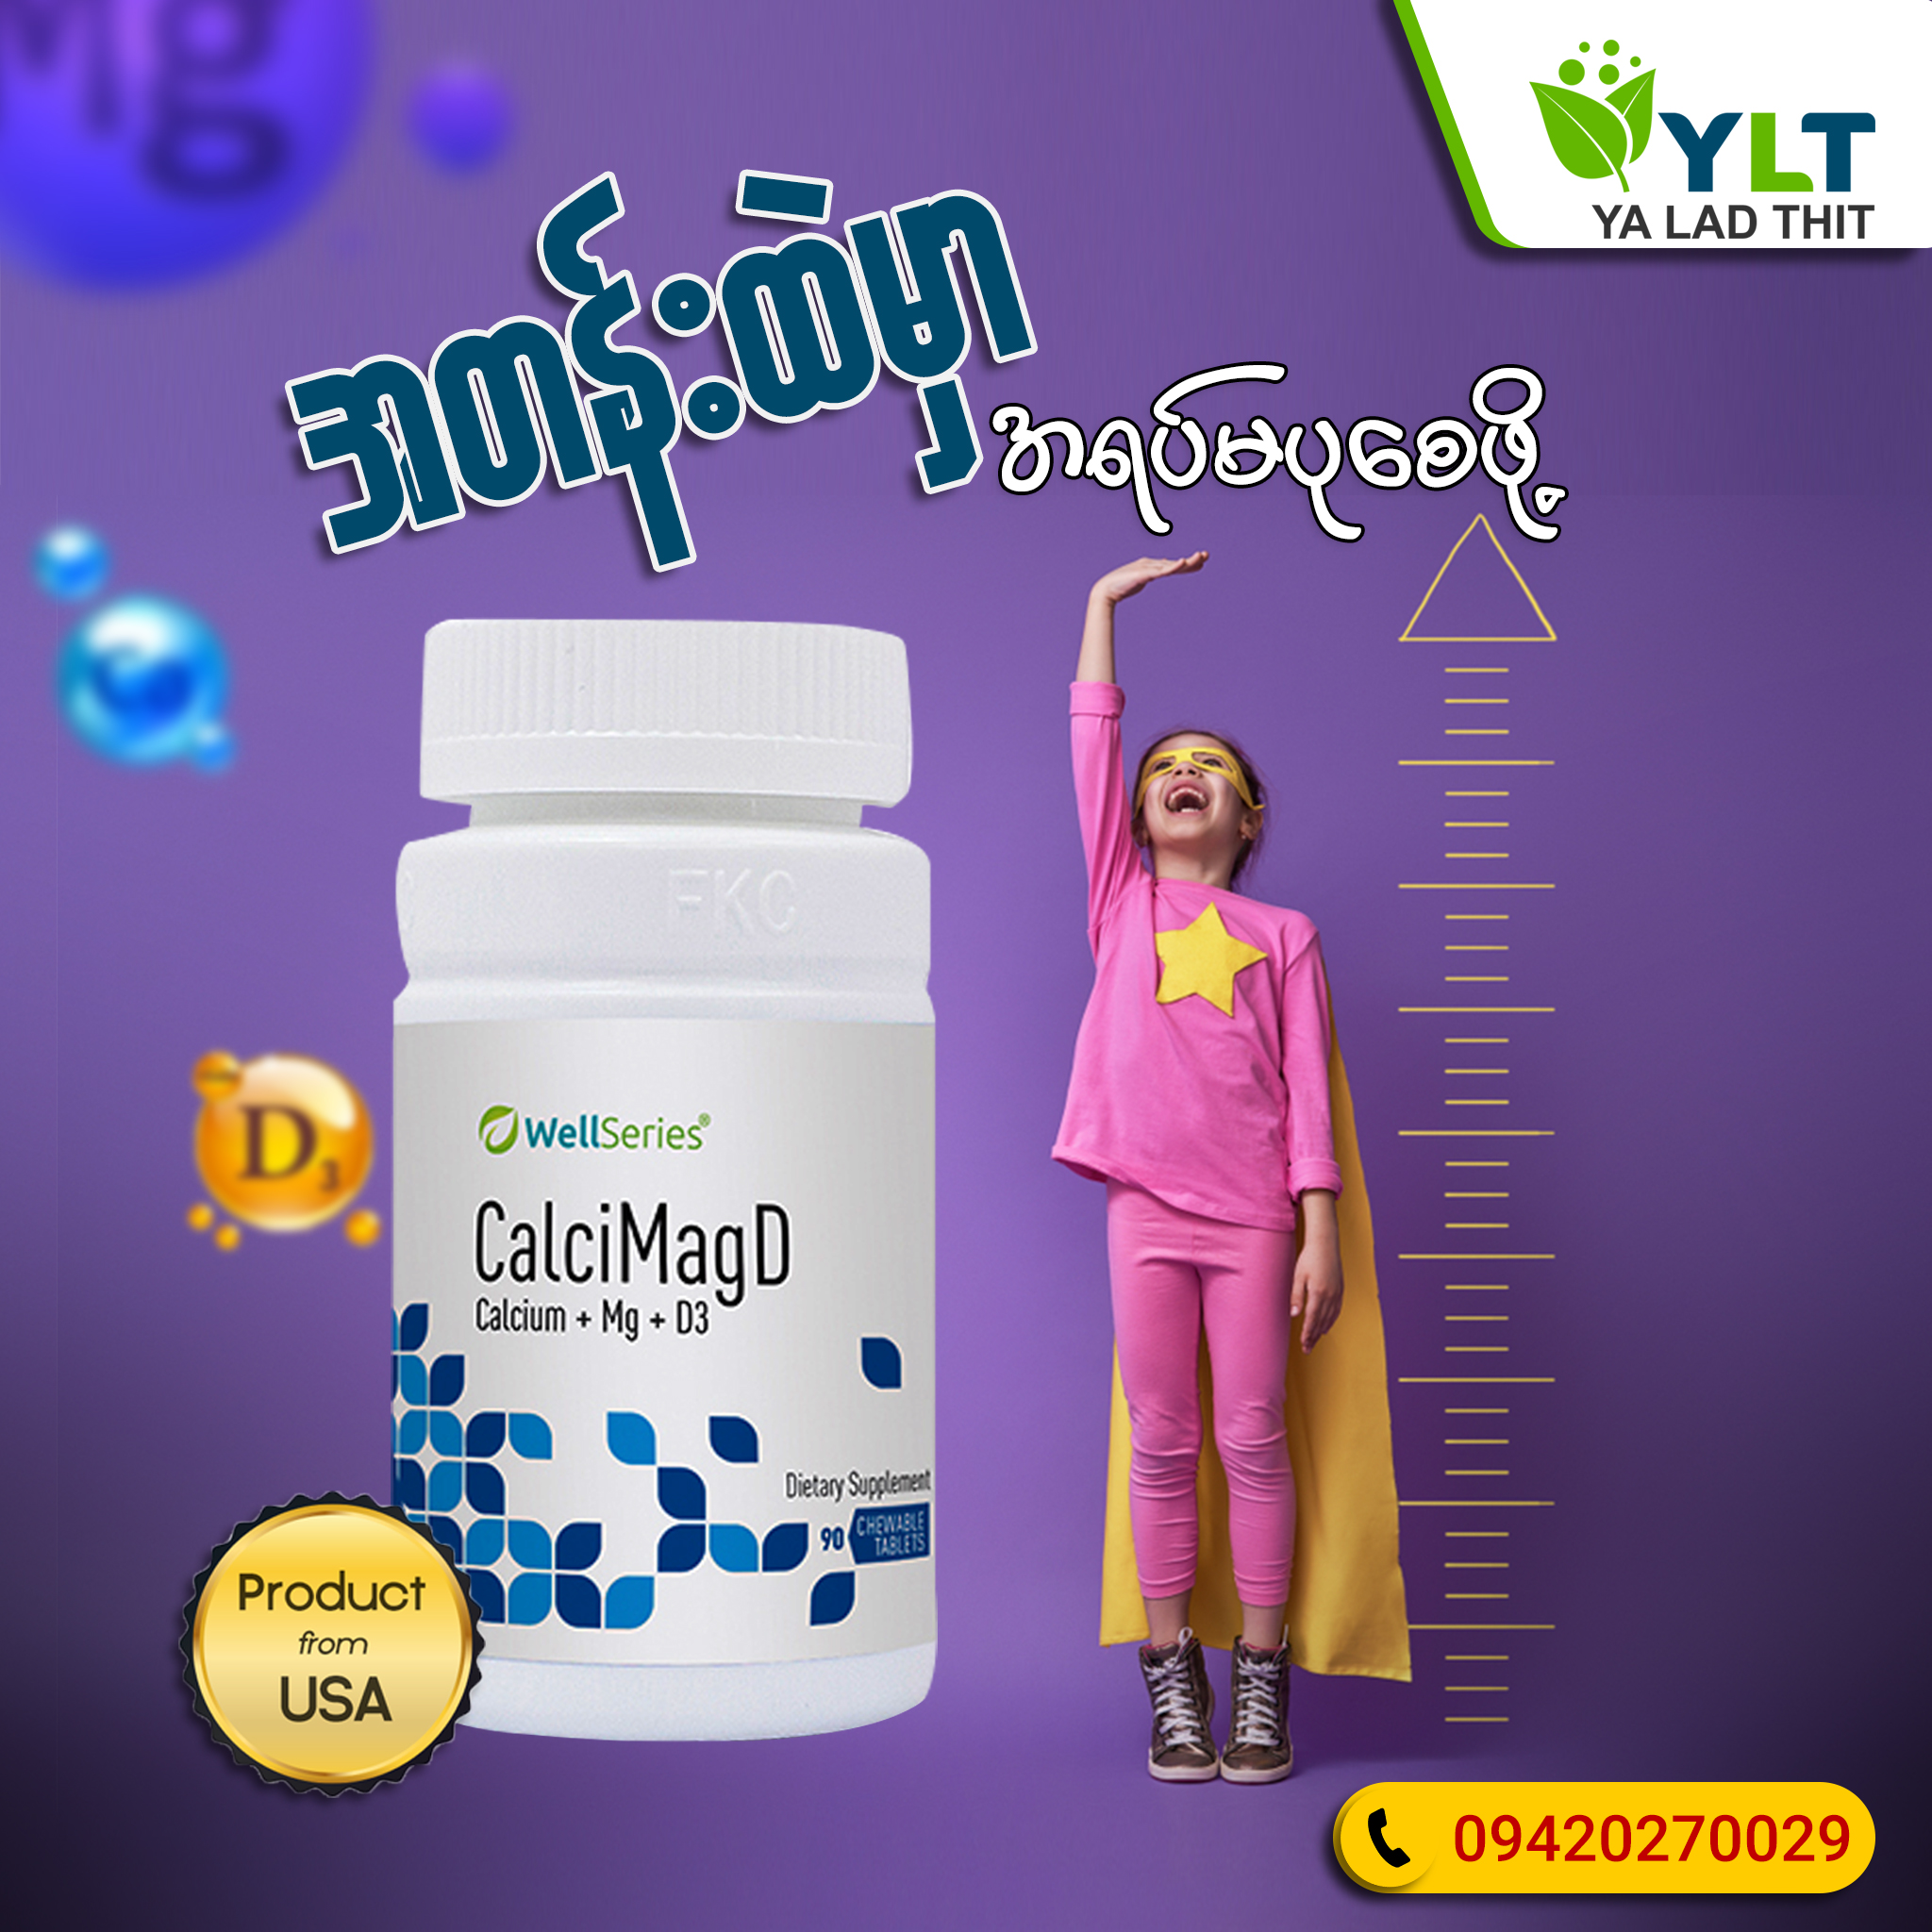 Mg
YLT
YA LAD THIT
အတန်းထဲမှာ
အရပ်မပုစေဖို့
FKC
WellSeries®
CalciMagD
Calcium + Mg + D3
D3
Dietary Supplement
90 CHEWABLE
TABLETS
Product
from
USA
09420270029